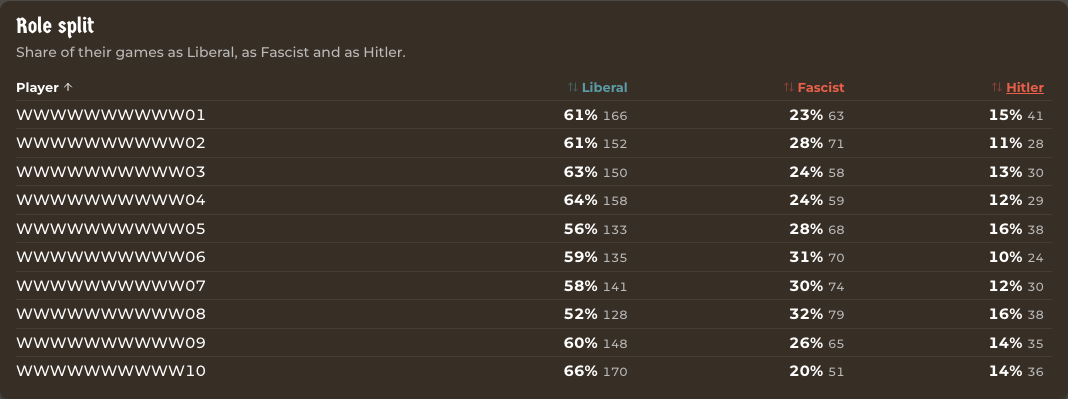 Role split
Share of their games as Liberal, as Fascist and as Hitler.
Player ↑ ↑↓ Liberal ↑↓ Fascist ↑↓ Hitler
WWWWWWWWWW01 61% 166 23% 63 15% 41
WWWWWWWWWW02 61% 152 28% 71 11% 28
WWWWWWWWWW03 63% 150 24% 58 13% 30
WWWWWWWWWW04 64% 158 24% 59 12% 29
WWWWWWWWWW05 56% 133 28% 68 16% 38
WWWWWWWWWW06 59% 135 31% 70 10% 24
WWWWWWWWWW07 58% 141 30% 74 12% 30
WWWWWWWWWW08 52% 128 32% 79 16% 38
WWWWWWWWWW09 60% 148 26% 65 14% 35
WWWWWWWWWW10 66% 170 20% 51 14% 36